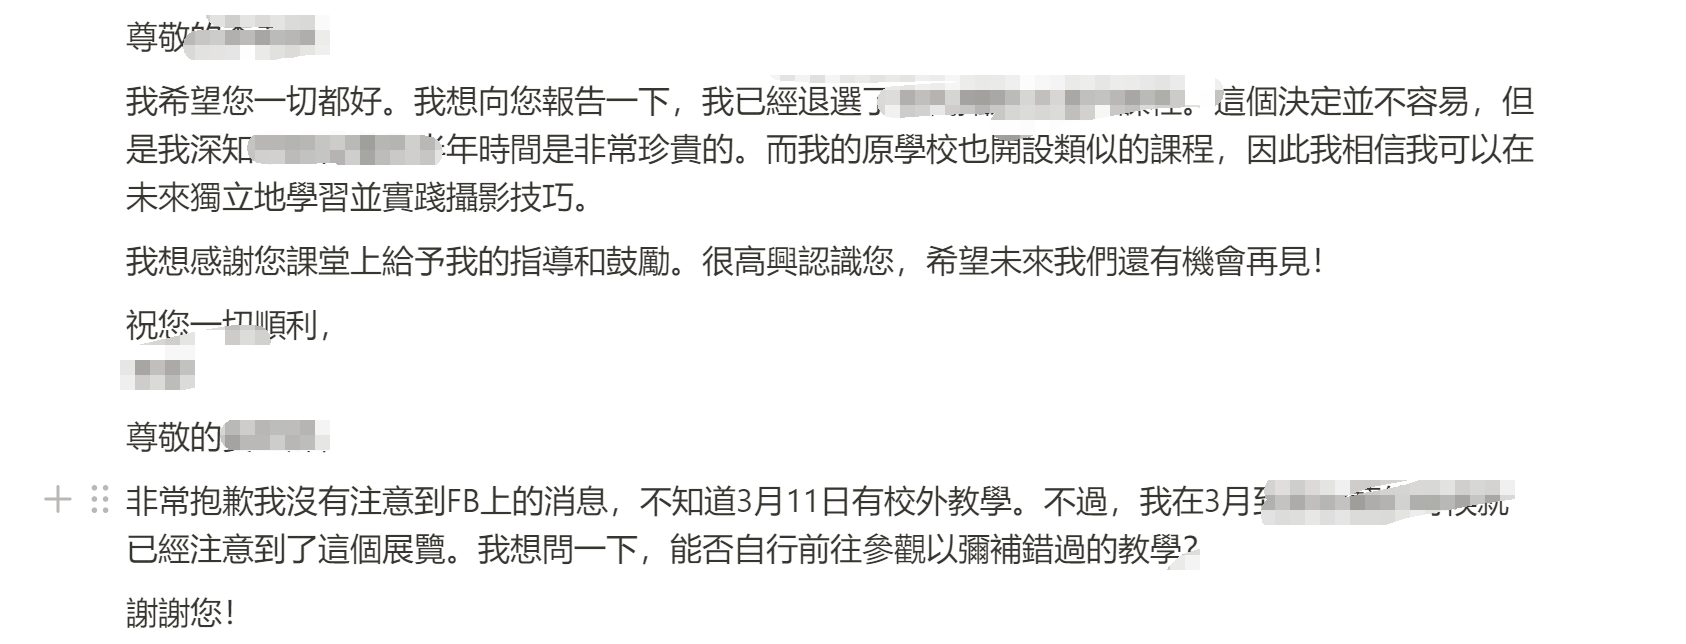 尊敬
我希望您一切都好。我想向您報告一下，我已經退選了 這個決定並不容易，但
是我深知 年時間是非常珍貴的。而我的原學校也開設類似的課程，因此我相信我可以在
未來獨立地學習並實踐攝影技巧。
我想感謝您課堂上給予我的指導和鼓勵。很高興認識您，希望未來我們還有機會再見！
祝您一切順利，
尊敬的
非常抱歉我沒有注意到FB上的消息，不知道3月11日有校外教學。不過，我在3月到 就
已經注意到了這個展覽。我想問一下，能否自行前往參觀以彌補錯過的教學？
謝謝您！